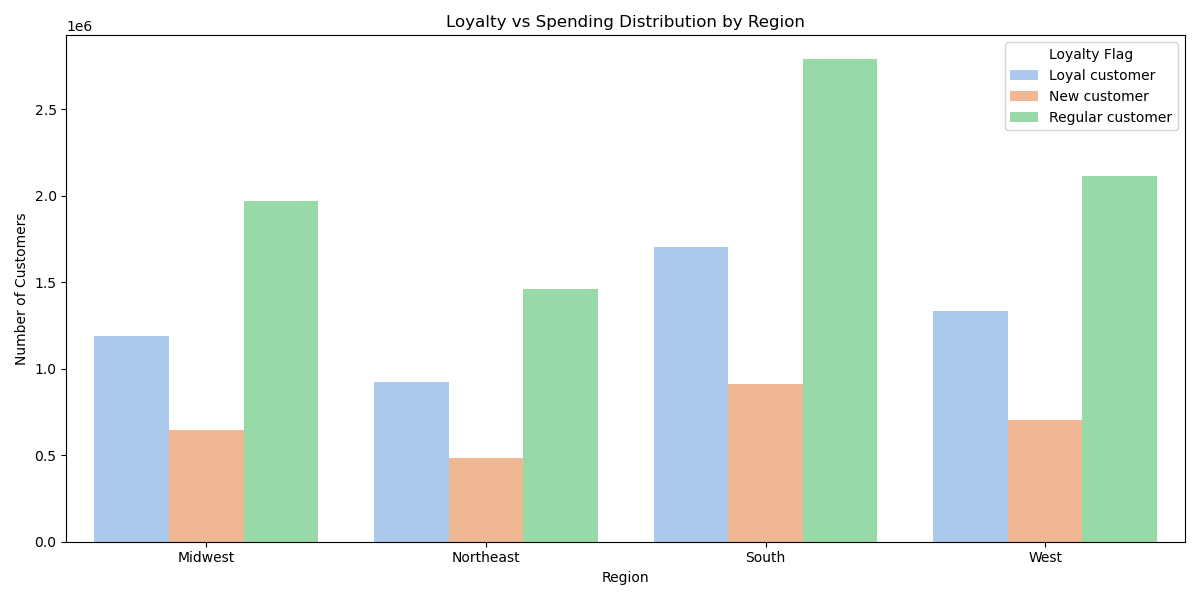 Loyalty vs Spending Distribution by Region
1e6
Loyalty Flag
Loyal customer
New customer
Regular customer
Number of Customers
2.5
2.0
1.5
1.0
0.5
0.0
Midwest Northeast South West
Region